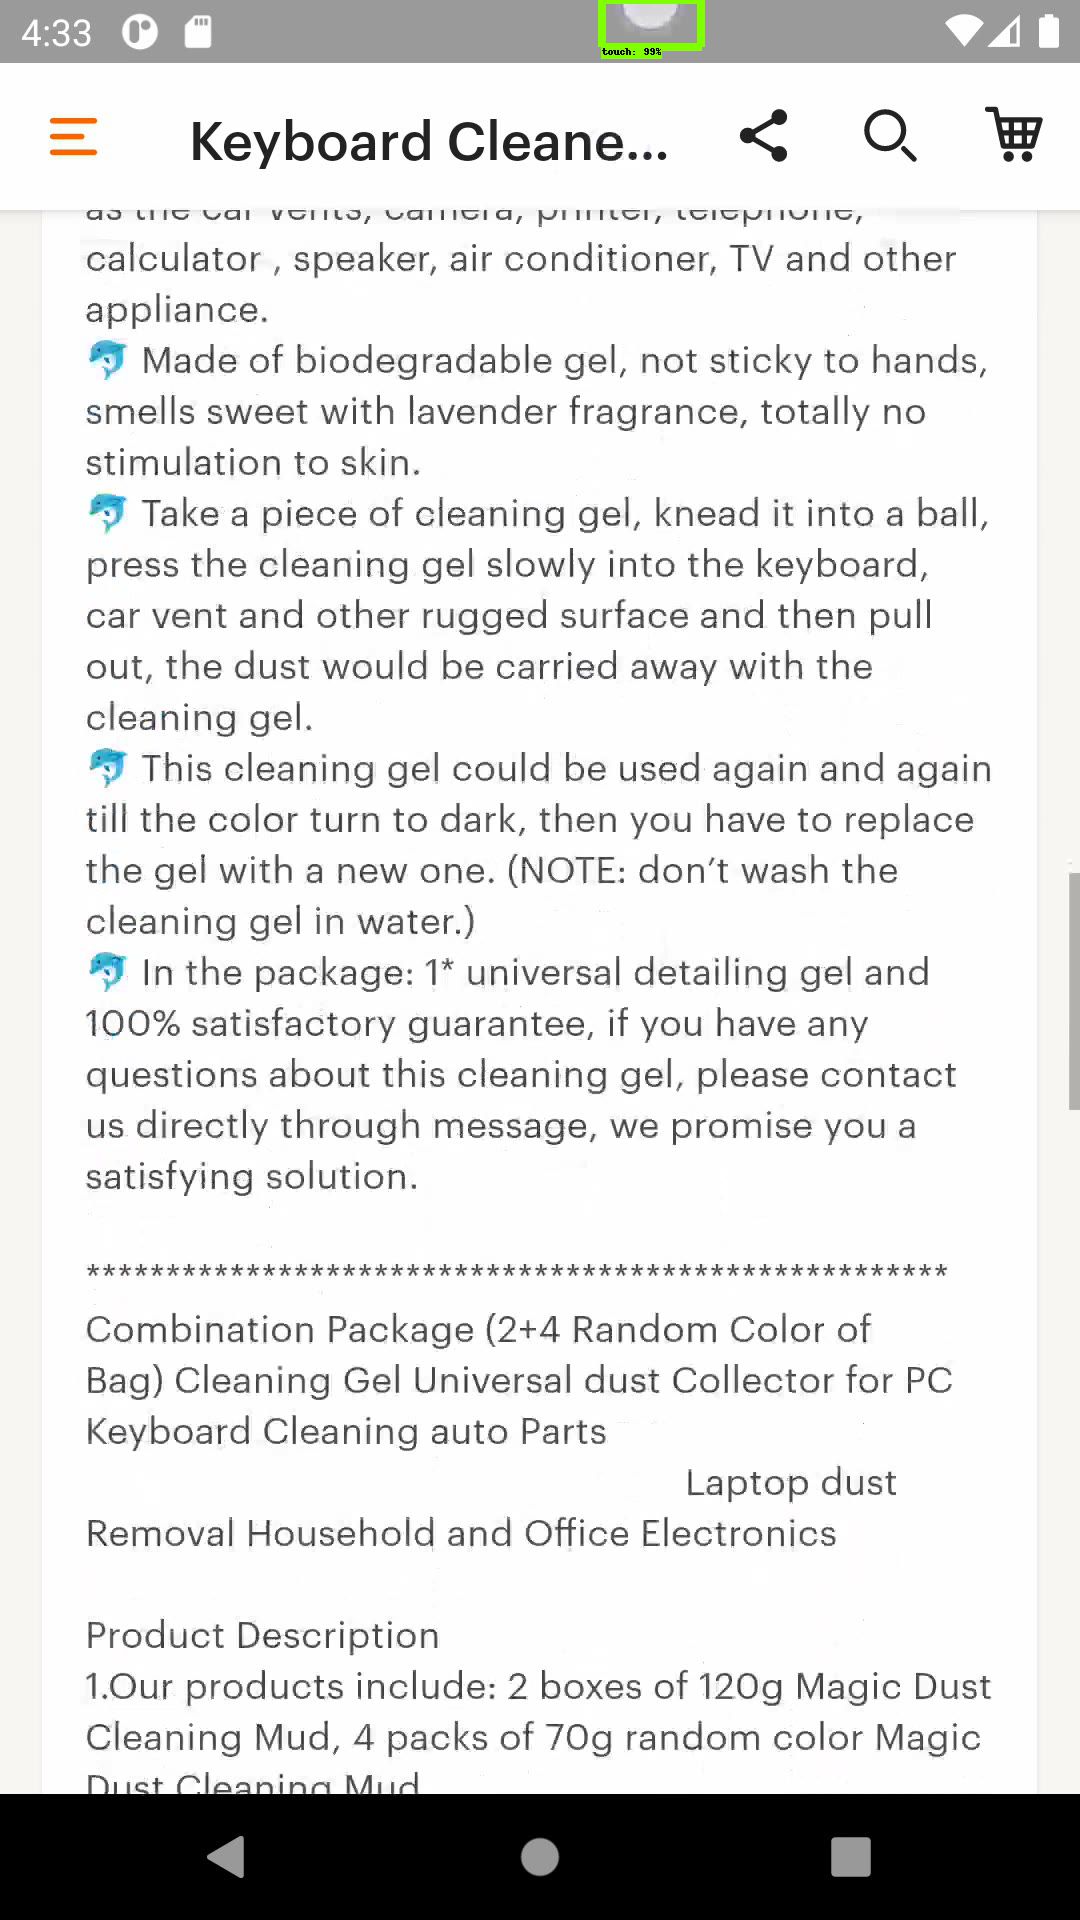 4:33
touch: 99%
Keyboard Cleane...
as the car vents, camera, printer, telephone,
calculator , speaker, air conditioner, TV and other
appliance.
🐬 Made of biodegradable gel, not sticky to hands,
smells sweet with lavender fragrance, totally no
stimulation to skin.
🐬 Take a piece of cleaning gel, knead it into a ball,
press the cleaning gel slowly into the keyboard,
car vent and other rugged surface and then pull
out, the dust would be carried away with the
cleaning gel.
🐬 This cleaning gel could be used again and again
till the color turn to dark, then you have to replace
the gel with a new one. (NOTE: don’t wash the
cleaning gel in water.)
🐬 In the package: 1* universal detailing gel and
100% satisfactory guarantee, if you have any
questions about this cleaning gel, please contact
us directly through message, we promise you a
satisfying solution.
******************************************************
Combination Package (2+4 Random Color of
Bag) Cleaning Gel Universal dust Collector for PC
Keyboard Cleaning auto Parts
Laptop dust
Removal Household and Office Electronics
Product Description
1.Our products include: 2 boxes of 120g Magic Dust
Cleaning Mud, 4 packs of 70g random color Magic
Dust Cleaning Mud